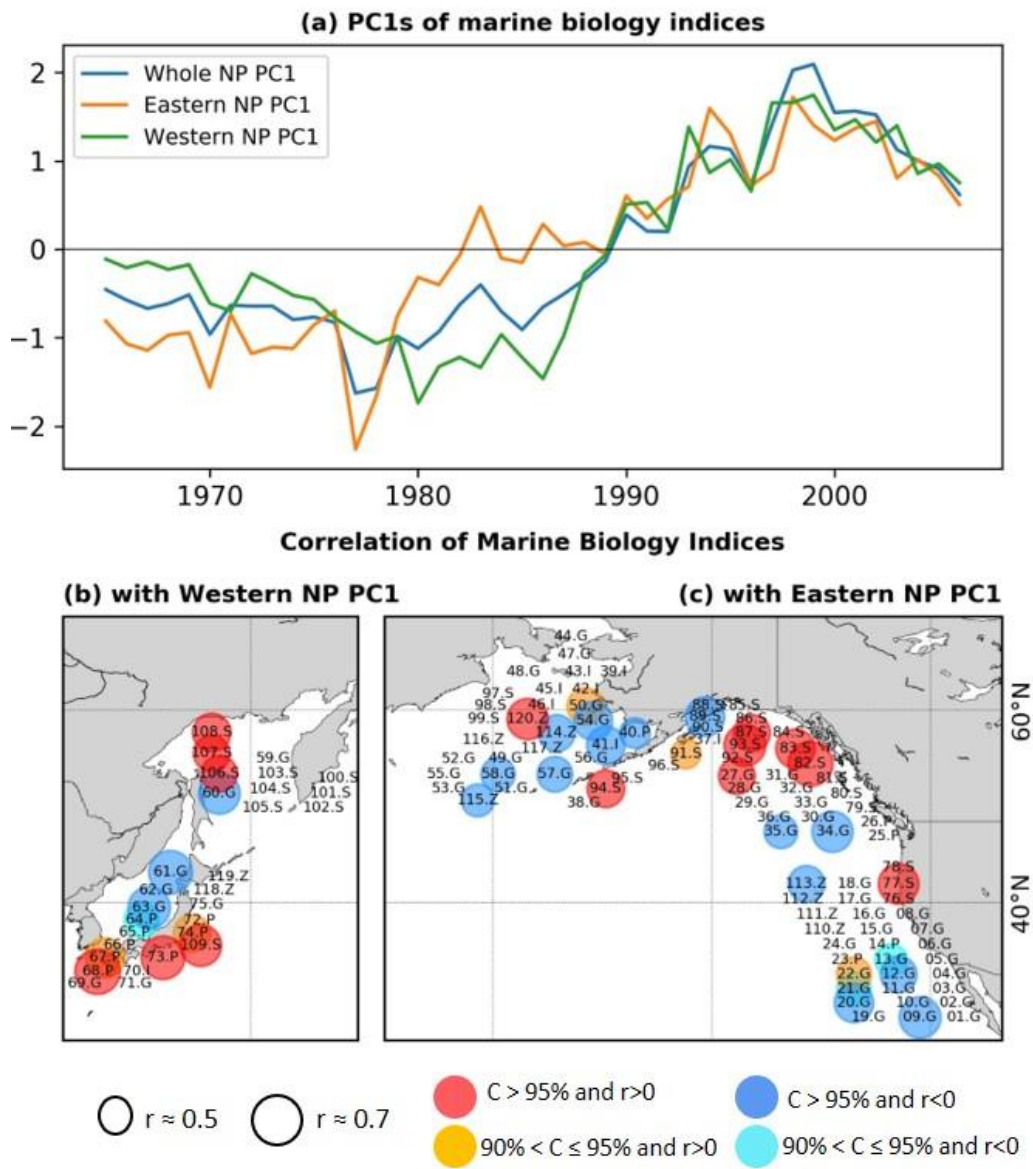 (a) PC1s of marine biology indices
Whole NP PC1
Eastern NP PC1
Western NP PC1
2
1
0
−1
−2
1970 1980 1990 2000
Correlation of Marine Biology Indices
(b) with Western NP PC1
(c) with Eastern NP PC1
108.S
107.S
59.G
106.S 103.S 100.S
60.G 104.S 101.S
105.S 102.S
61.G 119.Z
62.G 118.Z
63.G 75.G
64.P 72.P
65.P 74.P
66.P 109.S
67.P 73.P
68.P 70.I
69.G 71.G
44.G
47.G
48.G 43.I 39.I
97.S 45.I 42.I
98.S 46.I 50.G 88.S 85.S
99.S 120.Z 54.G 89.S 86.S
116.Z 114.Z 40.P 90.S 87.S 84.S
117.Z 41.I 37.I 93.S 83.S
52.G 49.G 56.G 91.S 92.S 82.S
55.G 58.G 57.G 95.S 96.S 27.G 31.G 81.S
53.G 51.G 94.S 28.G 32.G 80.S
115.Z 38.G 29.G 33.G 79.S
36.G 30.G 26.P
35.G 34.G 25.P
78.S
113.Z 18.G 77.S
112.Z 17.G 76.S
111.Z 16.G 08.G
110.Z 15.G 07.G
24.G 14.P 06.G
23.P 13.G 05.G
22.G 12.G 04.G
21.G 11.G 03.G
20.G 10.G 02.G
19.G 09.G 01.G
60°N
40°N
r ≈ 0.5
r ≈ 0.7
C > 95% and r>0
C > 95% and r<0
90% < C ≤ 95% and r>0
90% < C ≤ 95% and r<0